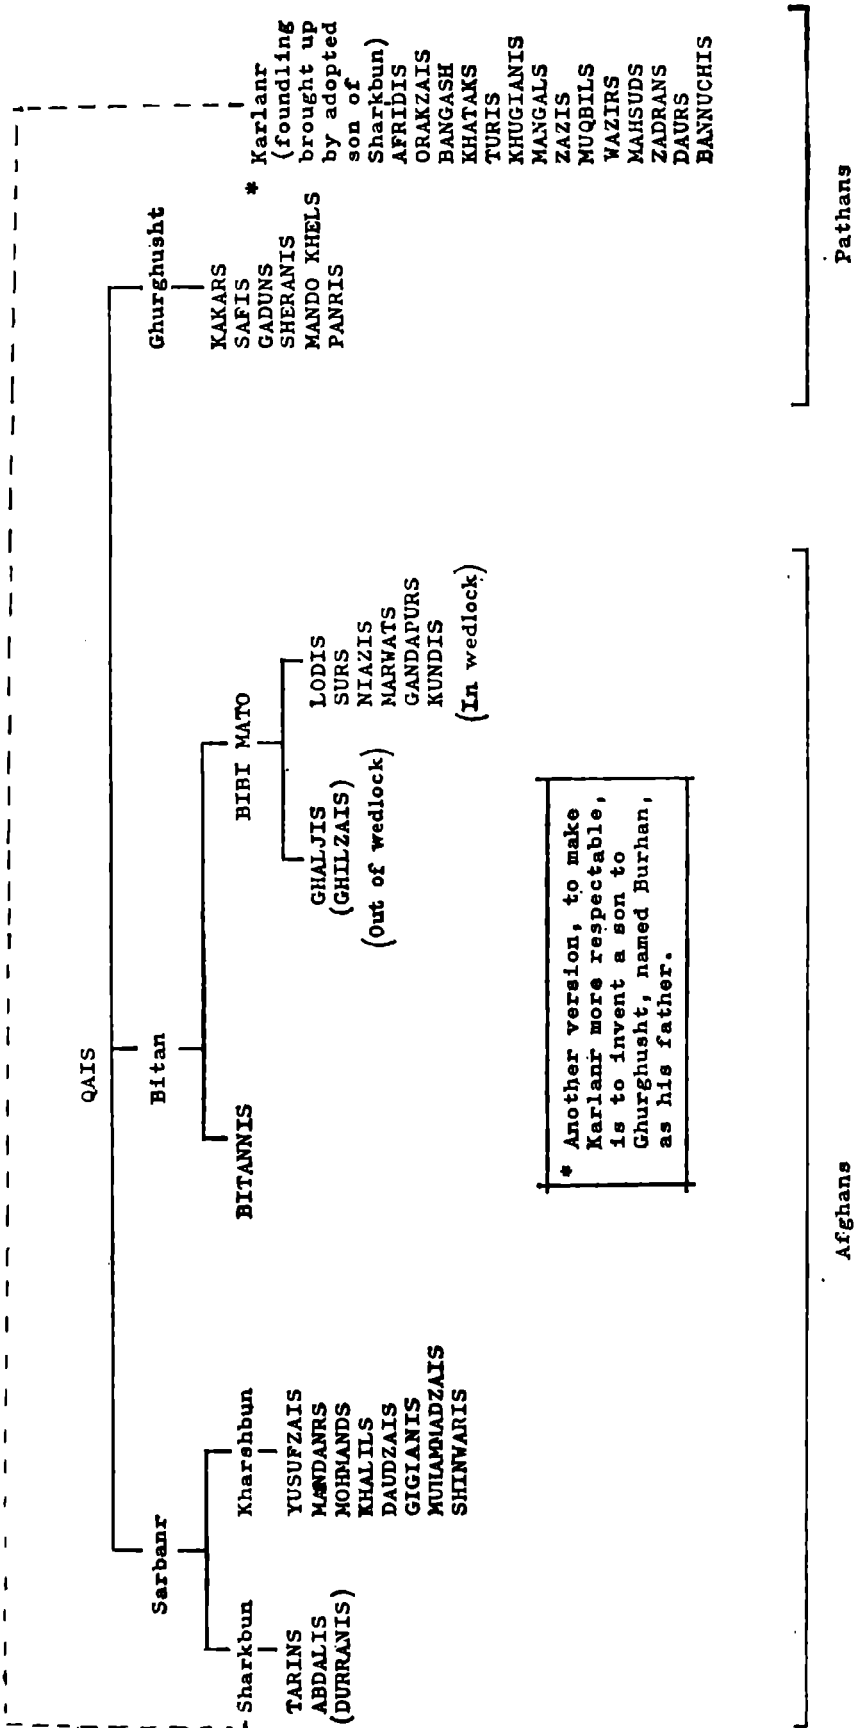 QAIS
Sarbanr
Bitan
Ghurghusht
Sharkbun
TARINS
ABDALIS
(DURRANIS)
Kharshbun
YUSUFZAIS
MANDANRS
MOHMANDS
KHALILS
DAUDZAIS
GIGIANIS
MUHAMMADZAIS
SHINWARIS
BITANNIS
BIBI MATO
GHALJIS
(GHILZAIS)
(Out of wedlock)
LODIS
SURS
NIAZIS
MARWATS
GANDAPURS
KUNDIS
(In wedlock)
KAKARS
SAFIS
GADUNS
SHERANIS
MANDO KHELS
PANRIS
* Karlanr
(foundling
brought up
by adopted
son of
Sharkbun)
AFRIDIS
ORAKZAIS
BANGASH
KHATAKS
TURIS
KHUGIANIS
MANGALS
ZAZIS
MUQBILS
WAZIRS
MAHSUDS
ZADRANS
DAURS
BANNUCHIS
* Another version, to make
Karlanr more respectable,
is to invent a son to
Ghurghusht, named Burhan,
as his father.
Afghans
Pathans